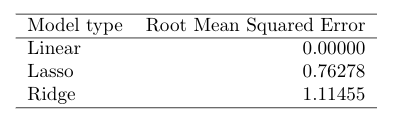 Model type Root Mean Squared Error
Linear 0.00000
Lasso 0.76278
Ridge 1.11455